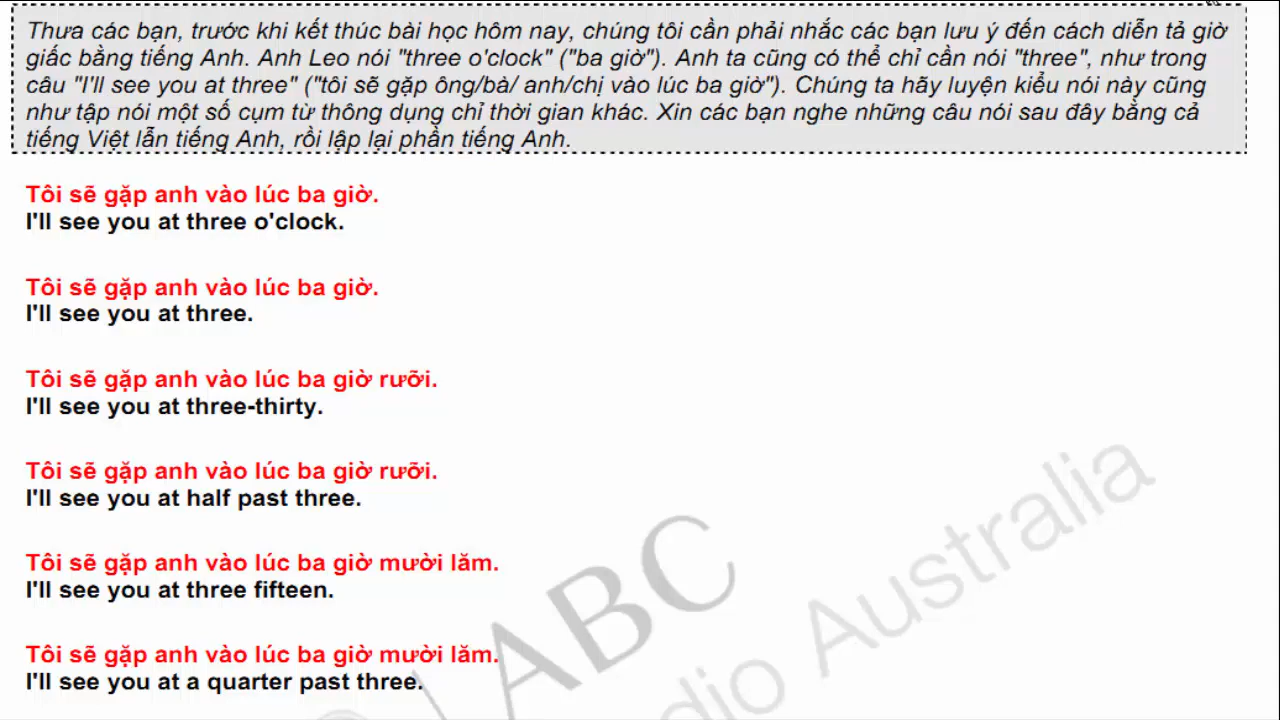 Thưa các bạn, trước khi kết thúc bài học hôm nay, chúng tôi cần phải nhắc các bạn lưu ý đến cách diễn tả giờ
giấc bằng tiếng Anh. Anh Leo nói "three o'clock" ("ba giờ"). Anh ta cũng có thể chỉ cần nói "three", như trong
câu "I'll see you at three" ("tôi sẽ gặp ông/bà/ anh/chị vào lúc ba giờ"). Chúng ta hãy luyện kiểu nói này cũng
như tập nói một số cụm từ thông dụng chỉ thời gian khác. Xin các bạn nghe những câu nói sau đây bằng cả
tiếng Việt lẫn tiếng Anh, rồi lập lại phần tiếng Anh.
Tôi sẽ gặp anh vào lúc ba giờ.
I'll see you at three o'clock.
Tôi sẽ gặp anh vào lúc ba giờ.
I'll see you at three.
Tôi sẽ gặp anh vào lúc ba giờ rưỡi.
I'll see you at three-thirty.
Tôi sẽ gặp anh vào lúc ba giờ rưỡi.
I'll see you at half past three.
Tôi sẽ gặp anh vào lúc ba giờ mười lăm.
I'll see you at three fifteen.
Tôi sẽ gặp anh vào lúc ba giờ mười lăm.
I'll see you at a quarter past three.
ABC
Australia